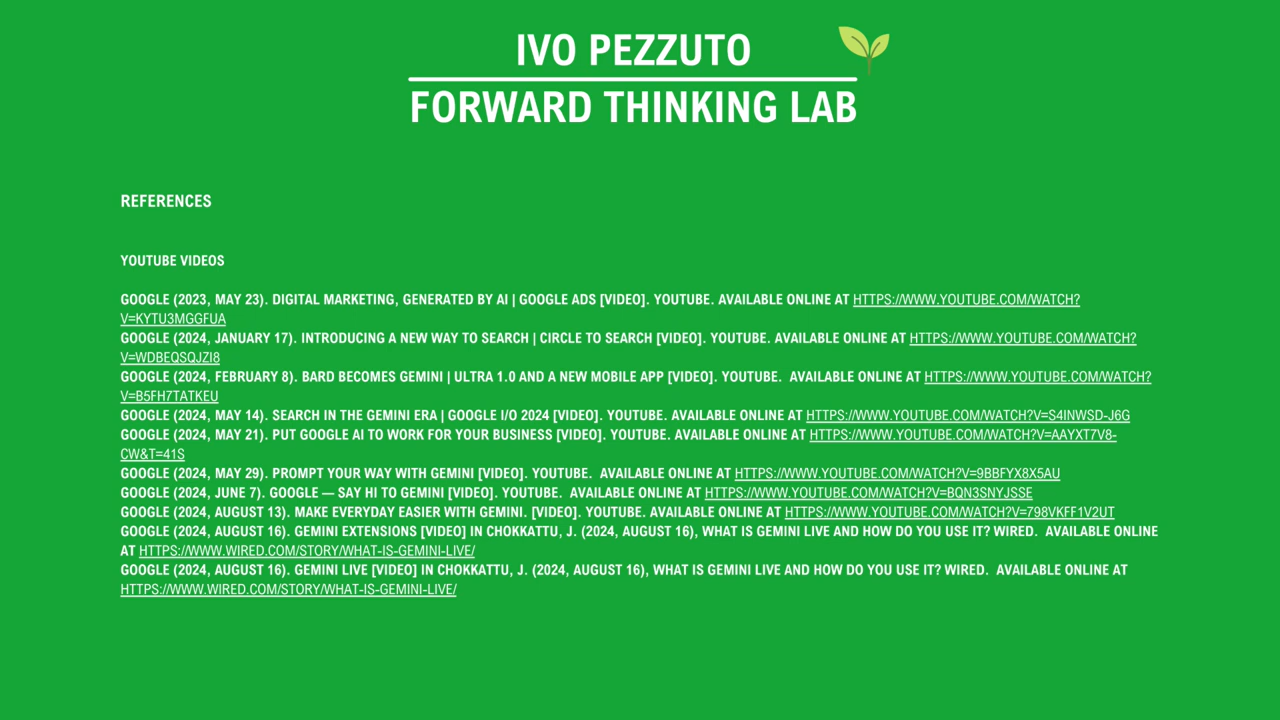 IVO PEZZUTO
FORWARD THINKING LAB
REFERENCES
YOUTUBE VIDEOS
GOOGLE (2023, MAY 23). DIGITAL MARKETING, GENERATED BY AI | GOOGLE ADS [VIDEO]. YOUTUBE. AVAILABLE ONLINE AT HTTPS://WWW.YOUTUBE.COM/WATCH?
V=KYTU3MGGFUA
GOOGLE (2024, JANUARY 17). INTRODUCING A NEW WAY TO SEARCH | CIRCLE TO SEARCH [VIDEO]. YOUTUBE. AVAILABLE ONLINE AT HTTPS://WWW.YOUTUBE.COM/WATCH?
V=WDBEQSQJZI8
GOOGLE (2024, FEBRUARY 8). BARD BECOMES GEMINI | ULTRA 1.0 AND A NEW MOBILE APP [VIDEO]. YOUTUBE.  AVAILABLE ONLINE AT HTTPS://WWW.YOUTUBE.COM/WATCH?
V=B5FH7TATKEU
GOOGLE (2024, MAY 14). SEARCH IN THE GEMINI ERA | GOOGLE I/O 2024 [VIDEO]. YOUTUBE. AVAILABLE ONLINE AT HTTPS://WWW.YOUTUBE.COM/WATCH?V=S4INWSD-J6G
GOOGLE (2024, MAY 21). PUT GOOGLE AI TO WORK FOR YOUR BUSINESS [VIDEO]. YOUTUBE. AVAILABLE ONLINE AT HTTPS://WWW.YOUTUBE.COM/WATCH?V=AAYXT7V8-
CW&T=41S
GOOGLE (2024, MAY 29). PROMPT YOUR WAY WITH GEMINI [VIDEO]. YOUTUBE.  AVAILABLE ONLINE AT HTTPS://WWW.YOUTUBE.COM/WATCH?V=9BBFYX8X5AU
GOOGLE (2024, JUNE 7). GOOGLE — SAY HI TO GEMINI [VIDEO]. YOUTUBE.  AVAILABLE ONLINE AT HTTPS://WWW.YOUTUBE.COM/WATCH?V=BQN3SNYJSSE
GOOGLE (2024, AUGUST 13). MAKE EVERYDAY EASIER WITH GEMINI. [VIDEO]. YOUTUBE. AVAILABLE ONLINE AT HTTPS://WWW.YOUTUBE.COM/WATCH?V=798VKFF1V2UT
GOOGLE (2024, AUGUST 16). GEMINI EXTENSIONS [VIDEO] IN CHOKKATTU, J. (2024, AUGUST 16), WHAT IS GEMINI LIVE AND HOW DO YOU USE IT? WIRED.  AVAILABLE ONLINE
AT HTTPS://WWW.WIRED.COM/STORY/WHAT-IS-GEMINI-LIVE/
GOOGLE (2024, AUGUST 16). GEMINI LIVE [VIDEO] IN CHOKKATTU, J. (2024, AUGUST 16), WHAT IS GEMINI LIVE AND HOW DO YOU USE IT? WIRED.  AVAILABLE ONLINE AT
HTTPS://WWW.WIRED.COM/STORY/WHAT-IS-GEMINI-LIVE/